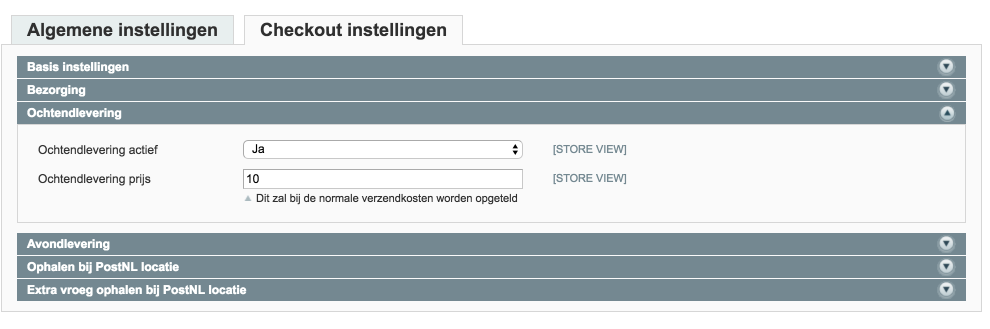 Algemene instellingen Checkout instellingen
Basis instellingen
Bezorging
Ochtendlevering
Ochtendlevering actief Ja [STORE VIEW]
Ochtendlevering prijs 10 [STORE VIEW]
Dit zal bij de normale verzendkosten worden opgeteld
Avondlevering
Ophalen bij PostNL locatie
Extra vroeg ophalen bij PostNL locatie